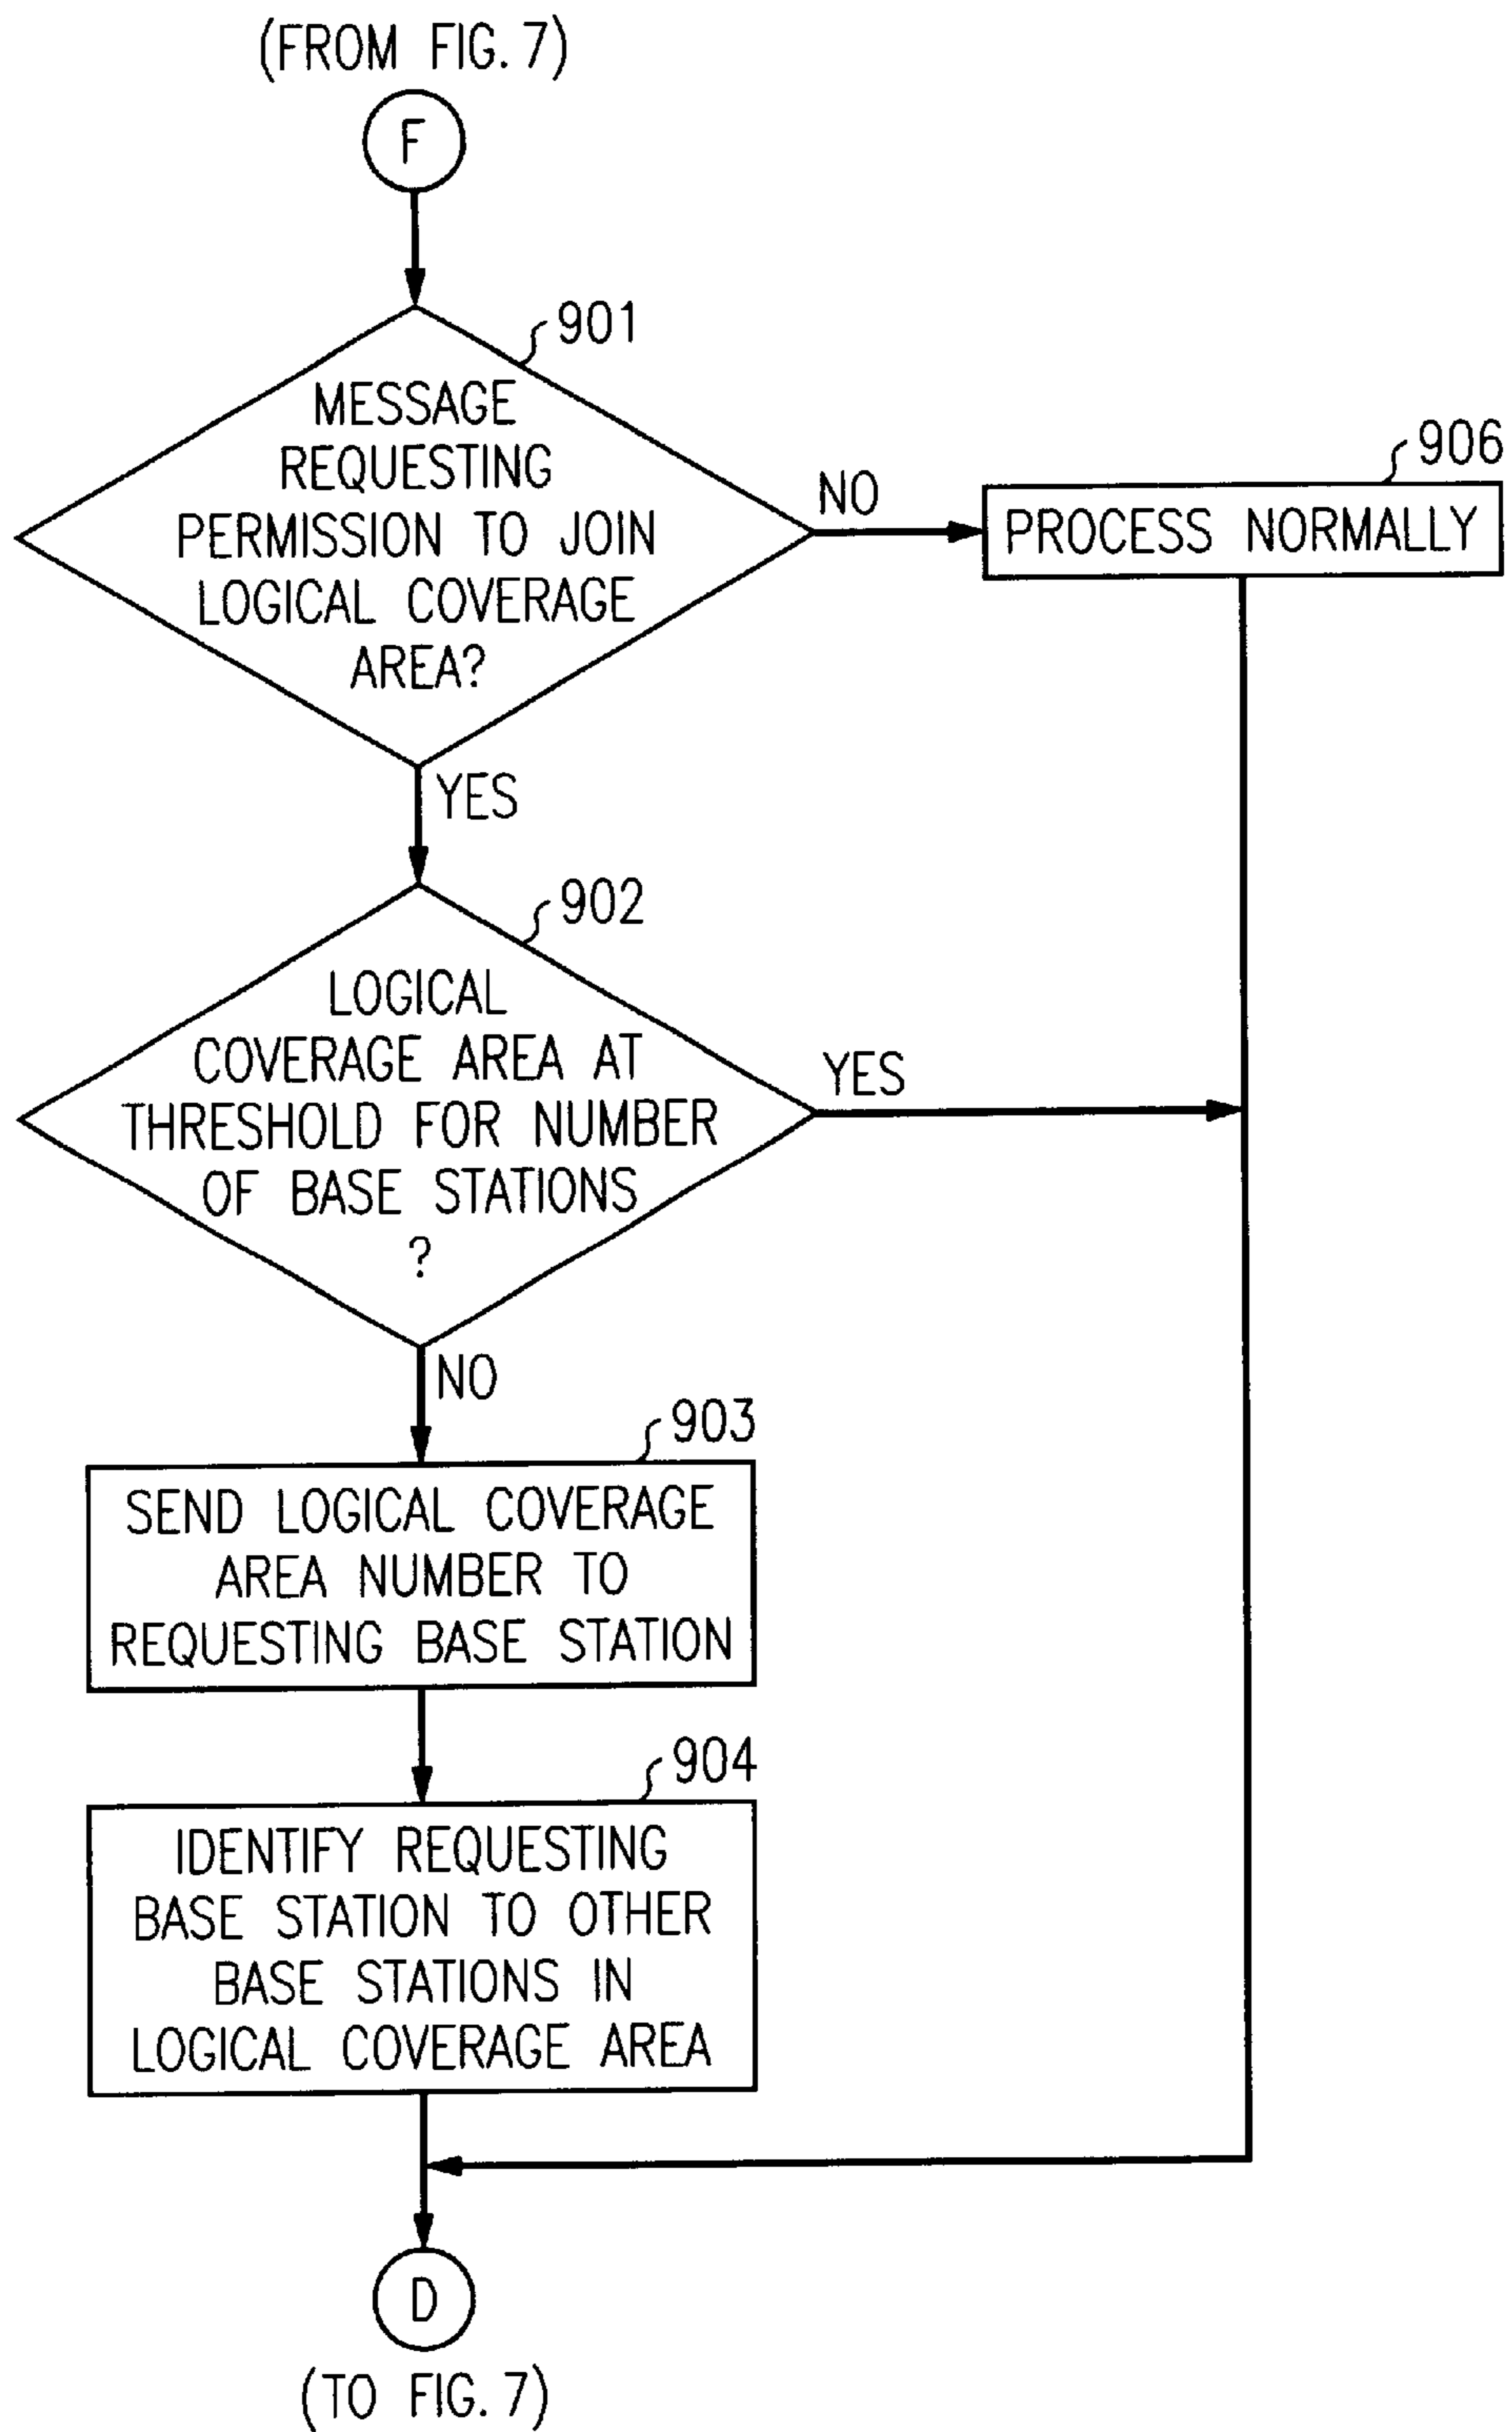 (FROM FIG. 7)
F
901
MESSAGE
REQUESTING
PERMISSION TO JOIN
LOGICAL COVERAGE
AREA?
NO
906
PROCESS NORMALLY
YES
902
LOGICAL
COVERAGE AREA AT
THRESHOLD FOR NUMBER
OF BASE STATIONS
?
YES
NO
903
SEND LOGICAL COVERAGE
AREA NUMBER TO
REQUESTING BASE STATION
904
IDENTIFY REQUESTING
BASE STATION TO OTHER
BASE STATIONS IN
LOGICAL COVERAGE AREA
D
(TO FIG. 7)